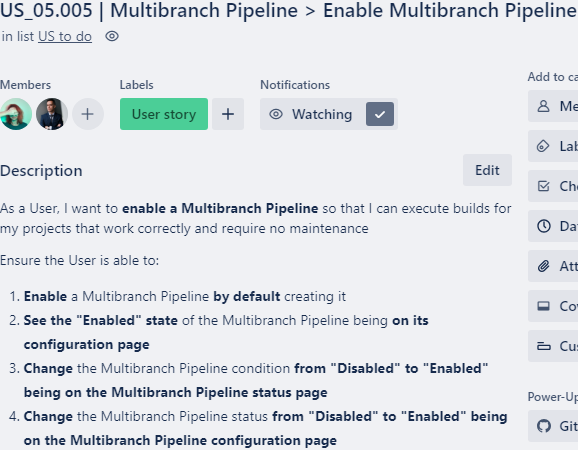 US_05.005 | Multibranch Pipeline > Enable Multibranch Pipeline
in list US to do
Members
Labels
Notifications
User story
Watching
Description
Edit
As a User, I want to enable a Multibranch Pipeline so that I can execute builds for
my projects that work correctly and require no maintenance
Ensure the User is able to:
1. Enable a Multibranch Pipeline by default creating it
2. See the "Enabled" state of the Multibranch Pipeline being on its
configuration page
3. Change the Multibranch Pipeline condition from "Disabled" to "Enabled"
being on the Multibranch Pipeline status page
4. Change the Multibranch Pipeline status from "Disabled" to "Enabled" being
on the Multibranch Pipeline configuration page
Add to ca
Me
Lab
Che
Dat
Att
Cov
Cus
Power-Up
Git